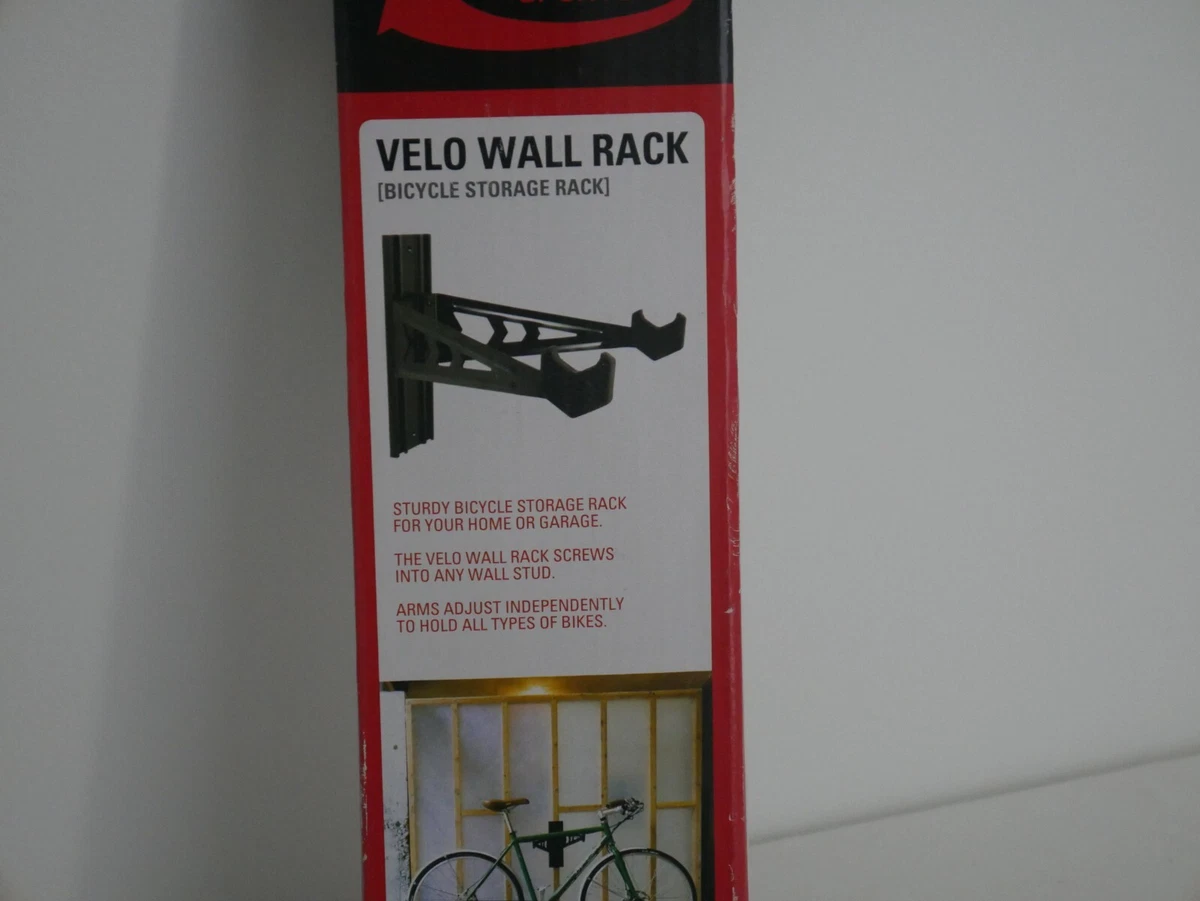 VELO WALL RACK
[BICYCLE STORAGE RACK]
STURDY BICYCLE STORAGE RACK
FOR YOUR HOME OR GARAGE.
THE VELO WALL RACK SCREWS
INTO ANY WALL STUD.
ARMS ADJUST INDEPENDENTLY
TO HOLD ALL TYPES OF BIKES.